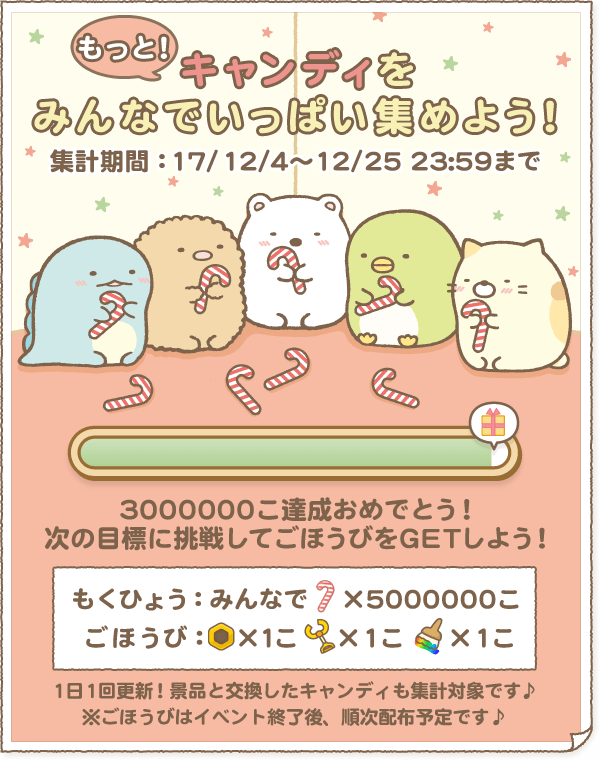 もっと!
キャンディを
みんなでいっぱい集めよう!
集計期間:17/12/4〜12/25 23:59まで
3000000こ達成おめでとう!
次の目標に挑戦してごほうびをGETしよう!
もくひょう:みんなで×5000000こ
ごほうび:×1こ ×1こ ×1こ
1日1回更新!景品と交換したキャンディも集計対象です♪
※ごほうびはイベント終了後、順次配布予定です♪